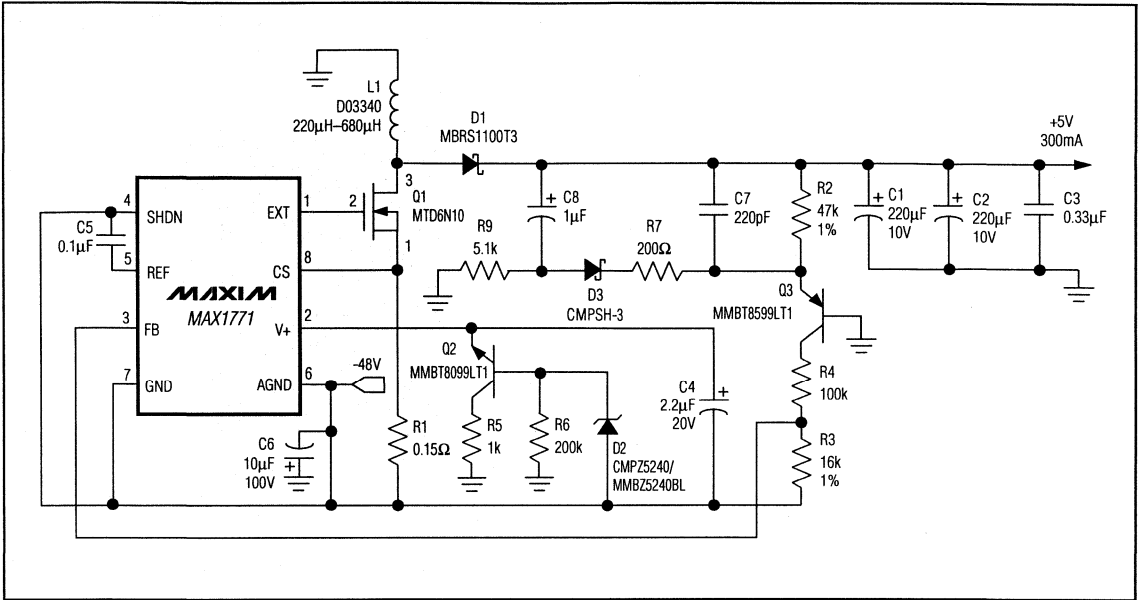 L1
D03340
220µH–680µH
D1
MBRS1100T3
+5V
300mA
3
2
Q1
MTD6N10
1
C8
1µF
+
C7
220pF
R2
47k
1%
+
C1
220µF
10V
+
C2
220µF
10V
C3
0.33µF
4
SHDN
EXT
1
C5
0.1µF
5
REF
CS
8
R9
5.1k
R7
200Ω
D3
CMPSH-3
Q3
MMBT8599LT1
MAXIM
MAX1771
3
FB
V+
2
Q2
MMBT8099LT1
7
GND
AGND
6
-48V
C4
2.2µF
20V
+
R4
100k
C6
10µF
100V
+
R1
0.15Ω
R5
1k
R6
200k
D2
CMPZ5240/
MMBZ5240BL
R3
16k
1%